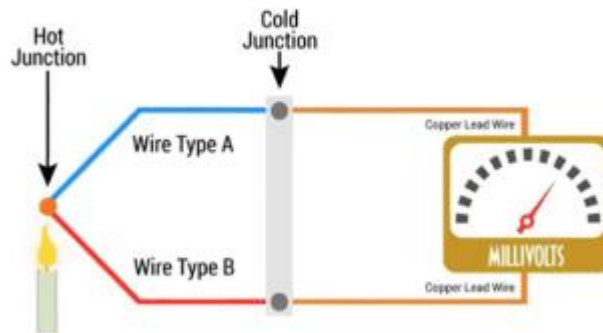 Hot
Junction
Cold
Junction
Wire Type A
Copper Lead Wire
MILLIVOLTS
Wire Type B
Copper Lead Wire